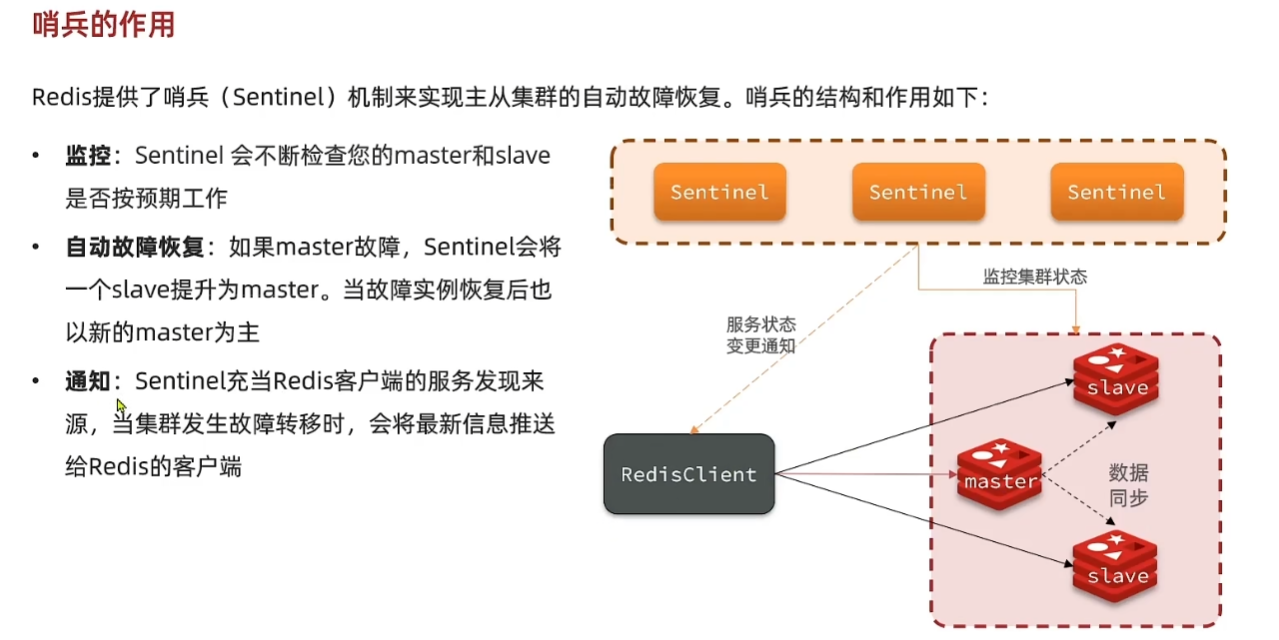 哨兵的作用
Redis提供了哨兵（Sentinel）机制来实现主从集群的自动故障恢复。哨兵的结构和作用如下：
• 监控：Sentinel 会不断检查您的master和slave
是否按预期工作
• 自动故障恢复：如果master故障，Sentinel会将
一个slave提升为master。当故障实例恢复后也
以新的master为主
• 通知：Sentinel充当Redis客户端的服务发现来
源，当集群发生故障转移时，会将最新信息推送
给Redis的客户端
Sentinel
Sentinel
Sentinel
监控集群状态
服务状态
变更通知
slave
RedisClient
master
数据
同步
slave